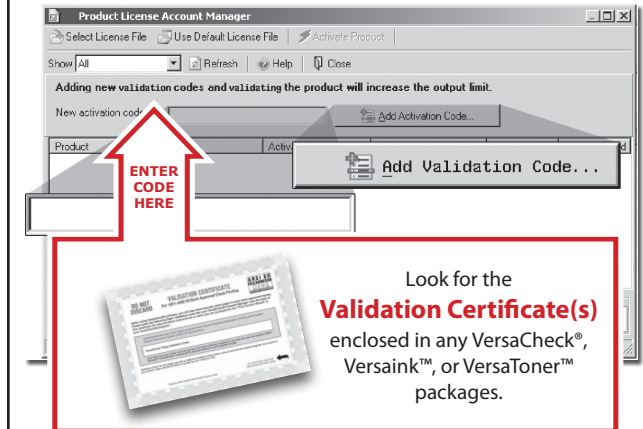 Product License Account Manager
Select License File Use Default License File Activete Product
Show All Refresh Help Close
Adding new validation codes and validating the product will increase the output limit.
New activation code Add Activation Code...
Product Activ
Add Validation Code...
ENTER
CODE
HERE
DO NOT
DISCARD
VALIDATION CERTIFICATE
Look for the
Validation Certificate(s)
enclosed in any VersaCheck®,
Versaink™, or VersaToner™
packages.